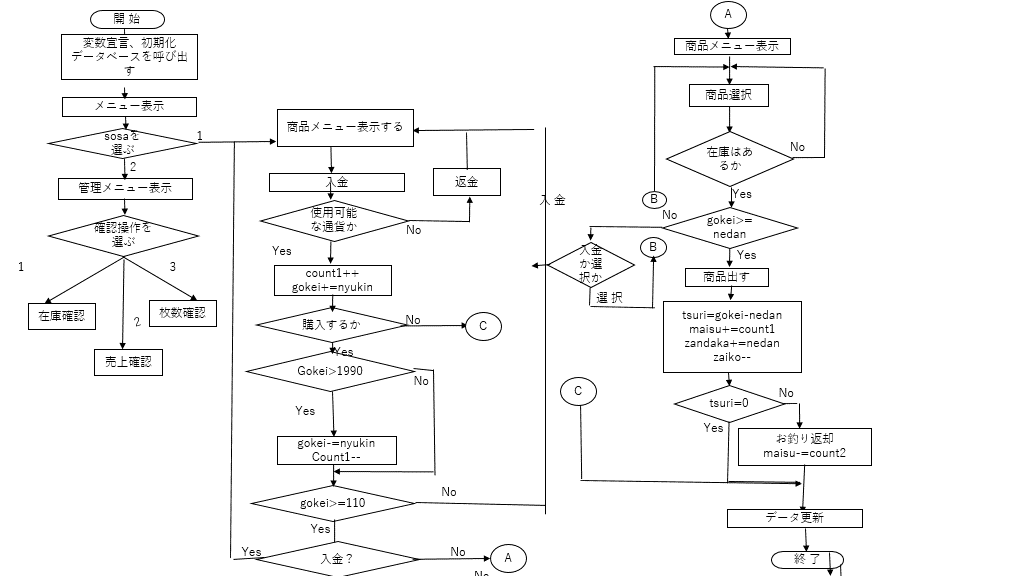 開 始
変数宣言、初期化
データベースを呼び出
す
メニュー表示
sosaを
選ぶ
1
2
管理メニュー表示
確認操作を
選ぶ
1
3
2
在庫確認
枚数確認
売上確認
商品メニュー表示する
入金
返金
使用可能
な通貨か
No
Yes
count1++
gokei+=nyukin
購入するか
No
C
Yes
Gokei>1990
No
Yes
gokei-=nyukin
Count1--
gokei>=110
No
Yes
入金？
Yes
No
A
No
A
商品メニュー表示
商品選択
在庫はあ
るか
No
Yes
B
No
gokei>=
nedan
入 金
入金
か選
択か
B
選 択
Yes
商品出す
tsuri=gokei-nedan
maisu+=count1
zandaka+=nedan
zaiko--
C
tsuri=0
No
Yes
お釣り返却
maisu-=count2
データ更新
終 了